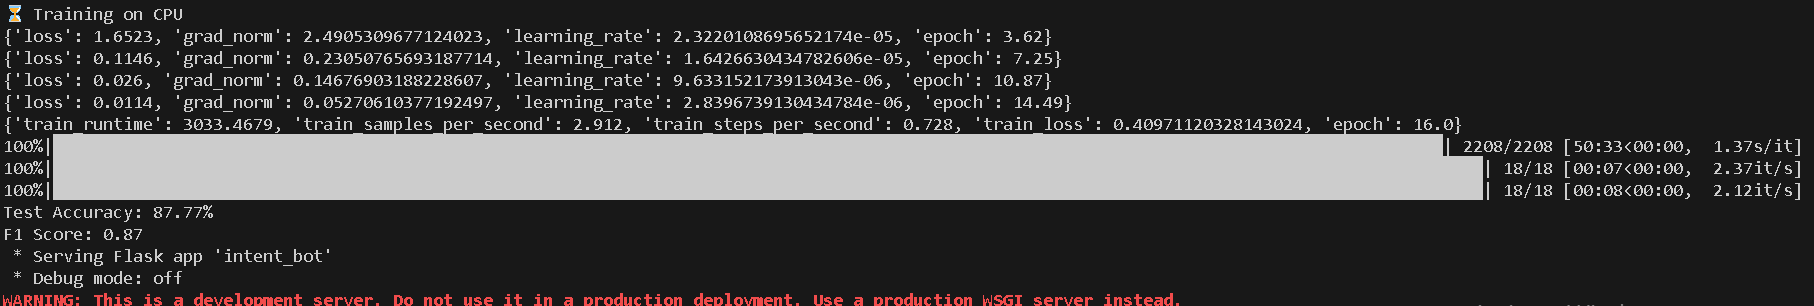 ⏳ Training on CPU
{'loss': 1.6523, 'grad_norm': 2.4905309677124023, 'learning_rate': 2.3220108695652174e-05, 'epoch': 3.62}
{'loss': 0.1146, 'grad_norm': 0.23050765693187714, 'learning_rate': 1.6426630434782606e-05, 'epoch': 7.25}
{'loss': 0.026, 'grad_norm': 0.14676903188228607, 'learning_rate': 9.633152173913043e-06, 'epoch': 10.87}
{'loss': 0.0114, 'grad_norm': 0.05270610377192497, 'learning_rate': 2.8396739130434784e-06, 'epoch': 14.49}
{'train_runtime': 3033.4679, 'train_samples_per_second': 2.912, 'train_steps_per_second': 0.728, 'train_loss': 0.40971120328143024, 'epoch': 16.0}
100%| | 2208/2208 [50:33<00:00, 1.37s/it]
100%| | 18/18 [00:07<00:00, 2.37it/s]
100%| | 18/18 [00:08<00:00, 2.12it/s]
Test Accuracy: 87.77%
F1 Score: 0.87
* Serving Flask app 'intent_bot'
* Debug mode: off
WARNING: This is a development server. Do not use it in a production deployment. Use a production WSGI server instead.